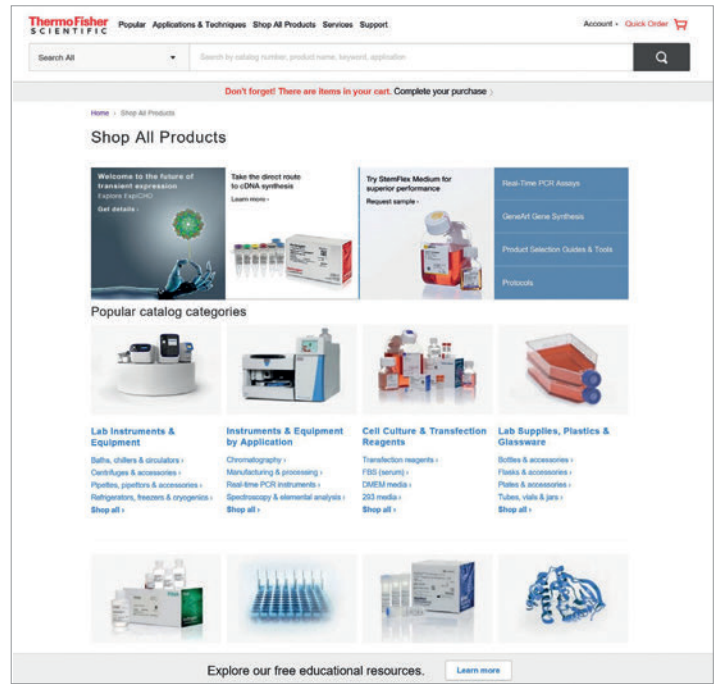 ThermoFisher
SCIENTIFIC
Popular Applications & Techniques Shop All Products Services Support
Account Quick Order
Search All
Search by catalog number, product name, keyword, application
Don't forget! There are items in your cart. Complete your purchase >
Home > Shop All Products
Shop All Products
Welcome to the future of
transient expression
Explore ExpiCHO
Get details ›
Take the direct route
to cDNA synthesis
Learn more ›
Try StemFlex Medium for
superior performance
Request sample ›
Real-Time PCR Assays
GeneArt Gene Synthesis
Product Selection Guides & Tools
Protocols
Popular catalog categories
Lab Instruments &
Equipment
Baths, chillers & circulators ›
Centrifuges & accessories ›
Pipettes, pipettors & accessories ›
Refrigerators, freezers & cryogenics ›
Shop all ›
Instruments & Equipment
by Application
Chromatography ›
Manufacturing & processing ›
Real-time PCR instruments ›
Spectroscopy & elemental analysis ›
Shop all ›
Cell Culture & Transfection
Reagents
Transfection reagents ›
FBS (serum) ›
DMEM media ›
293 media ›
Shop all ›
Lab Supplies, Plastics &
Glassware
Bottles & accessories ›
Flasks & accessories ›
Plates & accessories ›
Tubes, vials & jars ›
Shop all ›
Explore our free educational resources.
Learn more